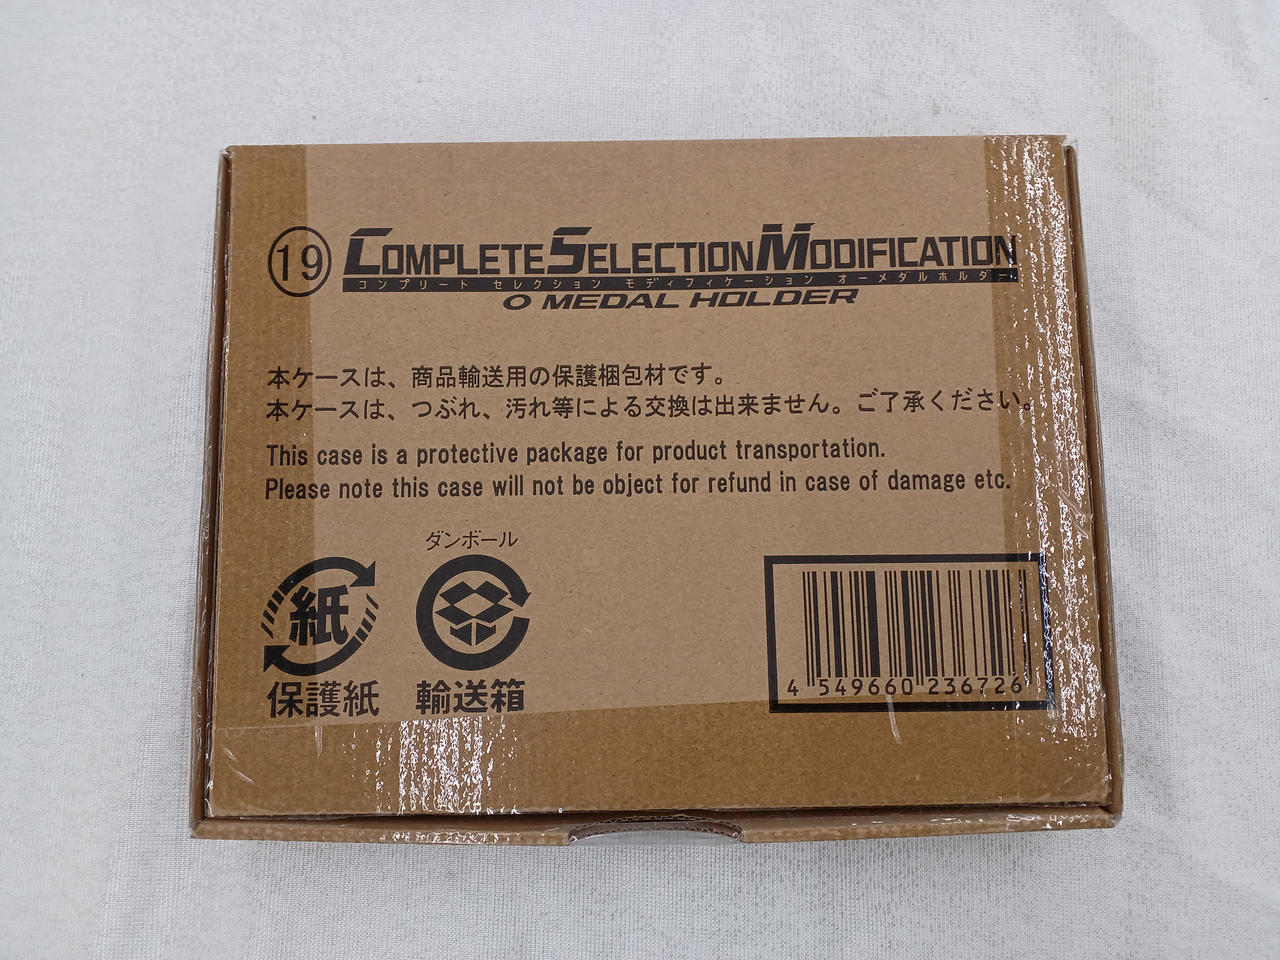 19 COMPLETE SELECTION MODIFICATION
コンプリート セレクション モディフィケーション オーメダルホルダー
O MEDAL HOLDER
本ケースは、商品輸送用の保護梱包材です。
本ケースは、つぶれ、汚れ等による交換は出来ません。ご了承ください。
This case is a protective package for product transportation.
Please note this case will not be object for refund in case of damage etc.
ダンボール
紙
保護紙
輸送箱
4 549660 236726